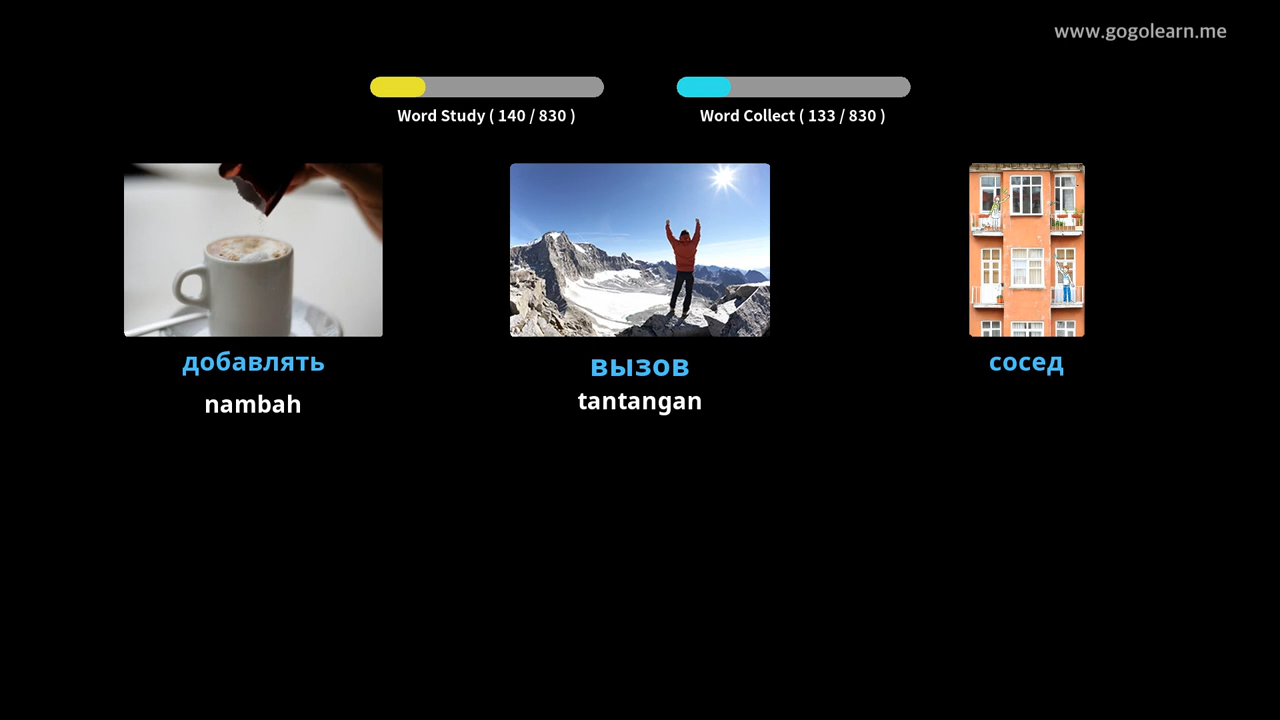 www.gogolearn.me
Word Study ( 140 / 830 )
Word Collect ( 133 / 830 )
добавлять
nambah
вызов
tantangan
сосед